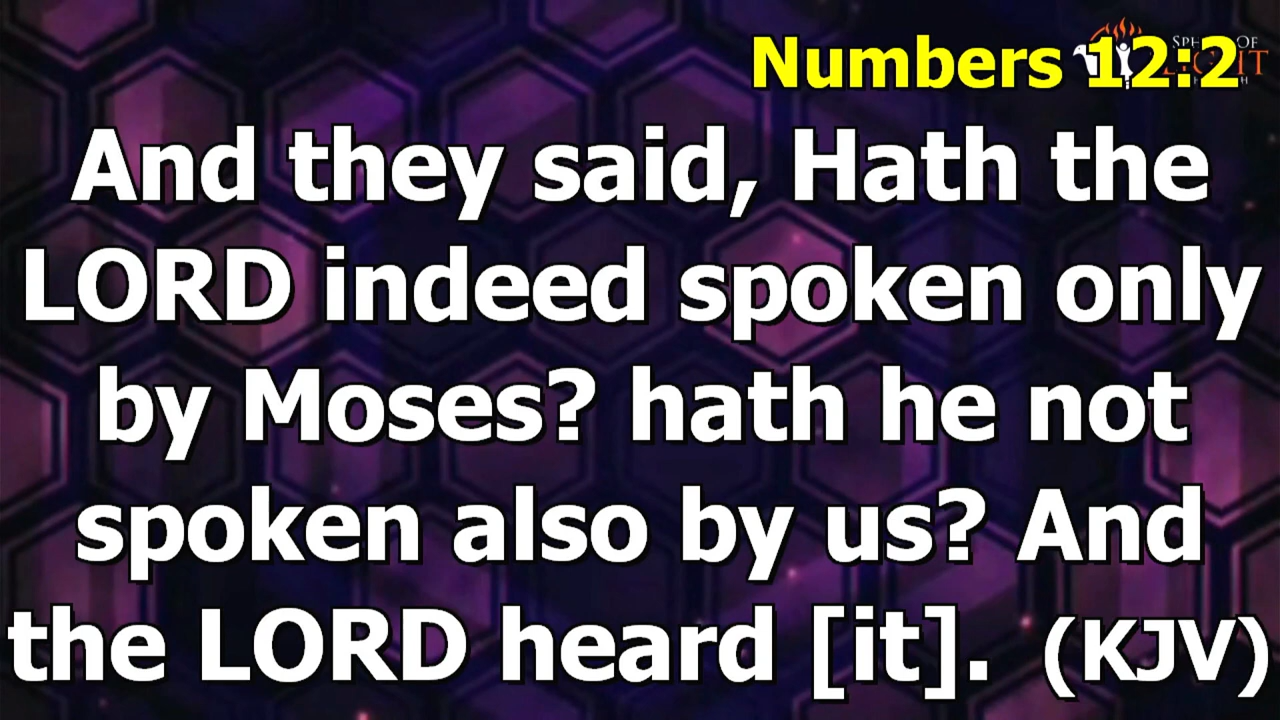 Numbers 12:2
And they said, Hath the
LORD indeed spoken only
by Moses? hath he not
spoken also by us? And
the LORD heard [it]. (KJV)